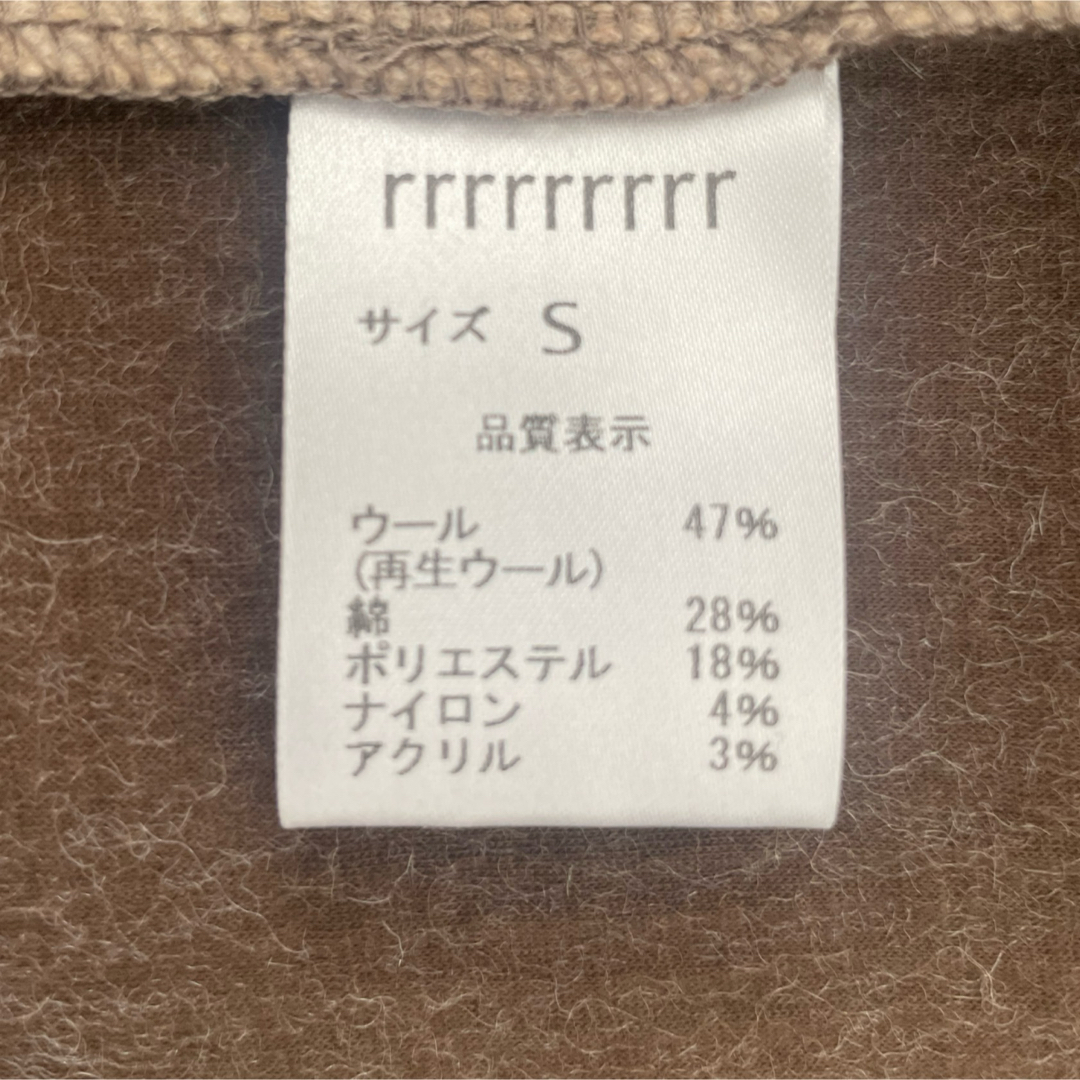 rrrrrrrrr
サイズ S
品質表示
ウール 47%
(再生ウール)
綿 28%
ポリエステル 18%
ナイロン 4%
アクリル 3%